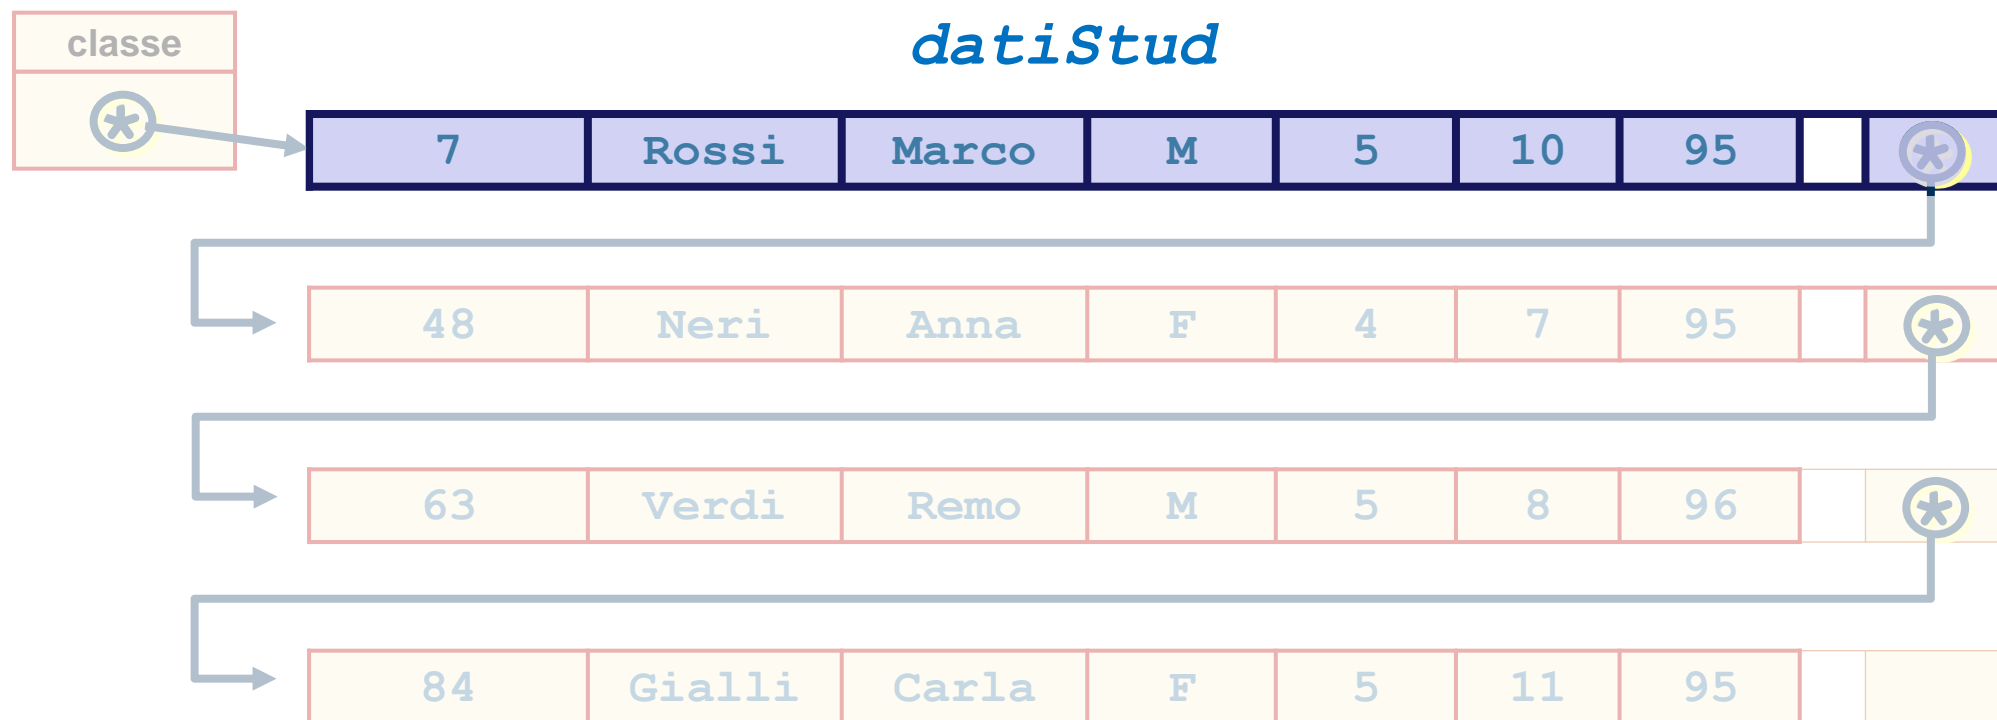 classe
datiStud
7 Rossi Marco M 5 10 95 *
48 Neri Anna F 4 7 95 *
63 Verdi Remo M 5 8 96 *
84 Gialli Carla F 5 11 95
*